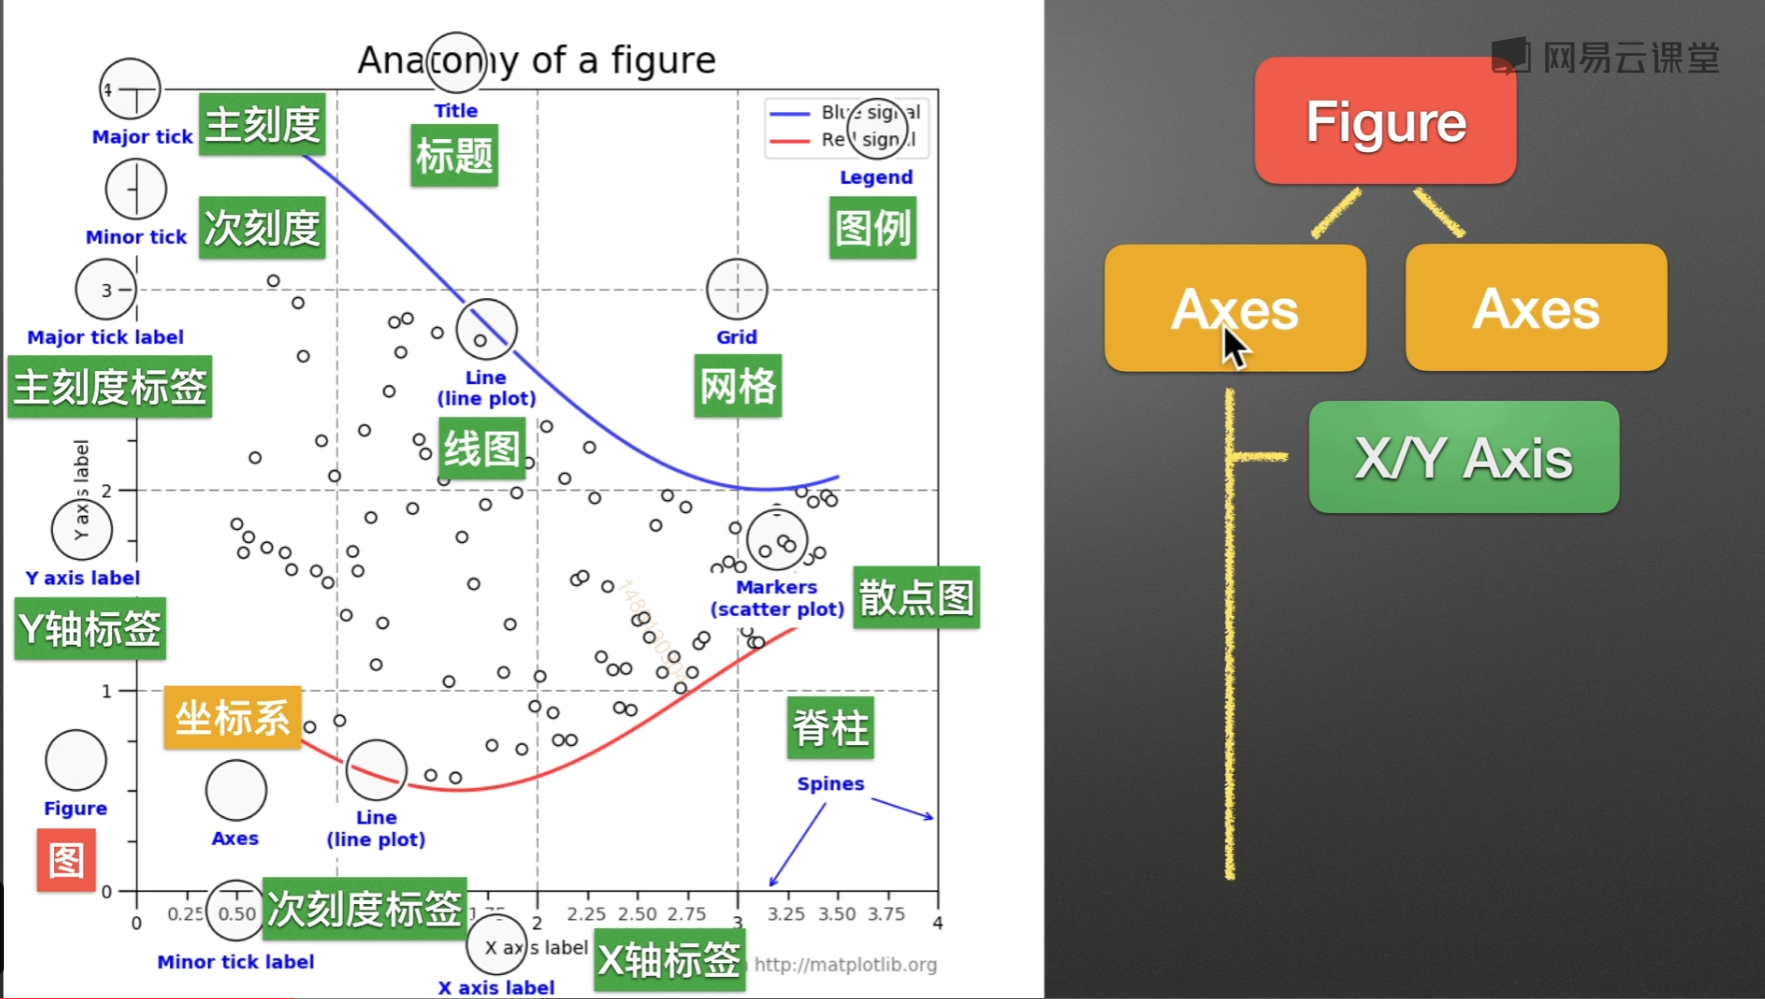 Anatomy of a figure
4
Major tick
主刻度
Title
标题
Blue signal
Red signal
Legend
图例
Minor tick
次刻度
3
Major tick label
主刻度标签
Line
(line plot)
线图
Grid
网格
2
Y axis label
Y axis label
Y轴标签
Markers
(scatter plot)
散点图
1
坐标系
脊柱
Spines
Figure
图
Axes
Line
(line plot)
0
0 0.25 0.50 1.75 2 2.25 2.50 2.75 3 3.25 3.50 3.75 4
次刻度标签
Minor tick label
X axis label
X axis label
X轴标签
http://matplotlib.org
网易云课堂
Figure
Axes
Axes
X/Y Axis